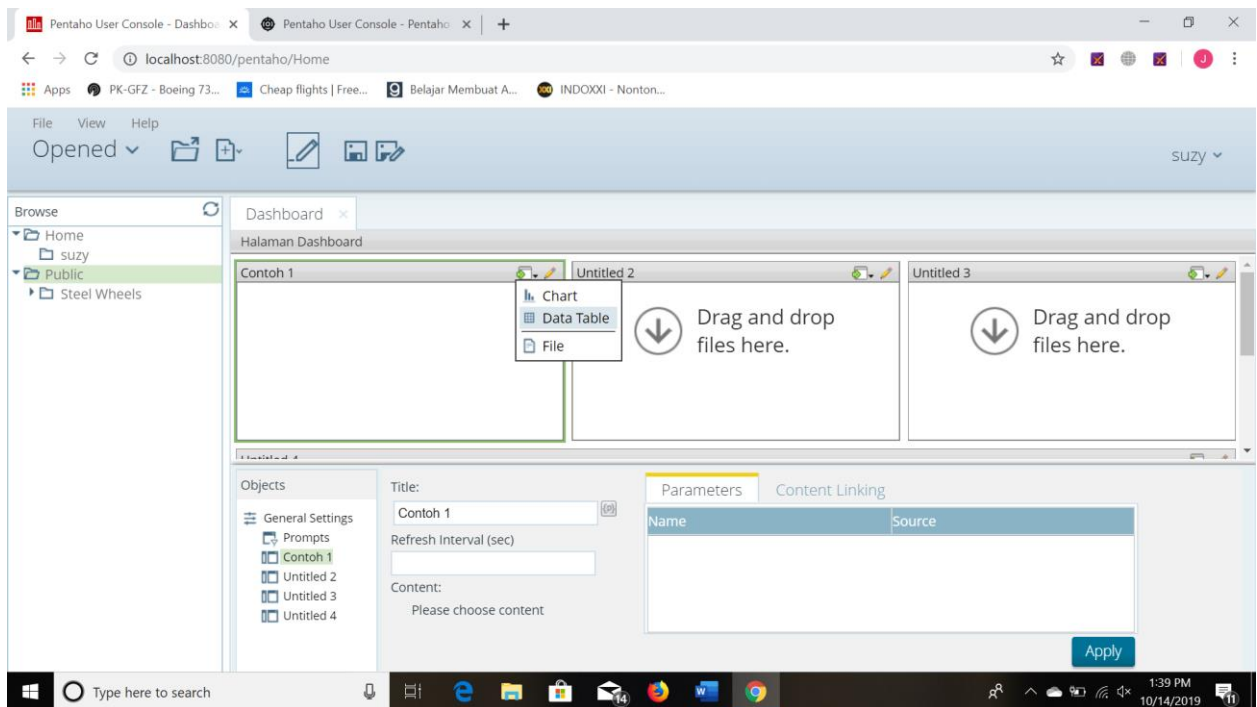 Pentaho User Console - Dashboa
Pentaho User Console - Pentaho
localhost:8080/pentaho/Home
Apps
PK-GFZ - Boeing 73...
Cheap flights | Free...
Belajar Membuat A...
INDOXXI - Nonton...
File View Help
Opened
suzy
Browse
Home
suzy
Public
Steel Wheels
Dashboard
Halaman Dashboard
Contoh 1
Untitled 2
Untitled 3
Chart
Data Table
File
Drag and drop
files here.
Drag and drop
files here.
Untitled 4
Objects
General Settings
Prompts
Contoh 1
Untitled 2
Untitled 3
Untitled 4
Title:
Contoh 1
Refresh Interval (sec)
Content:
Please choose content
Parameters
Content Linking
Name
Source
Apply
Type here to search
14
1:39 PM
10/14/2019
11